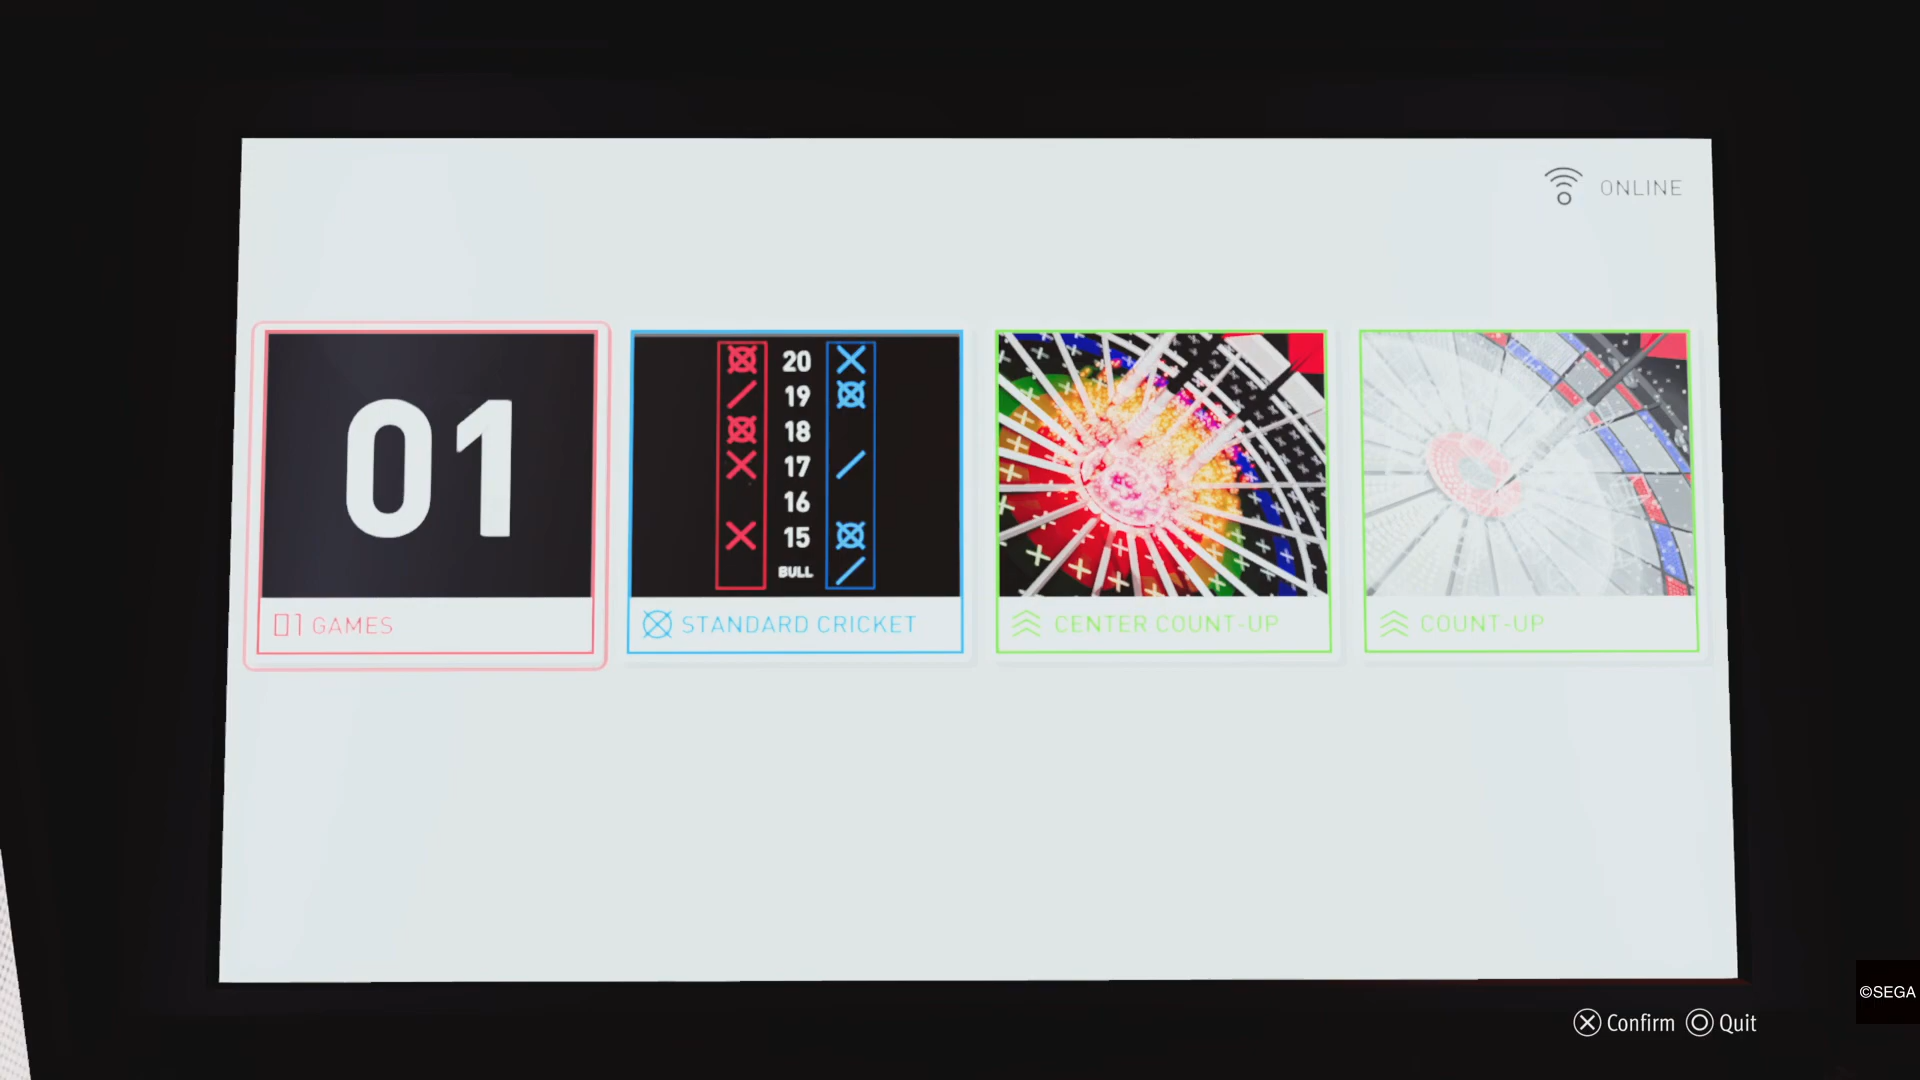 ONLINE
01
20
19
18
17
16
15
BULL
01 GAMES
STANDARD CRICKET
CENTER COUNT-UP
COUNT-UP
©SEGA
Confirm
Quit